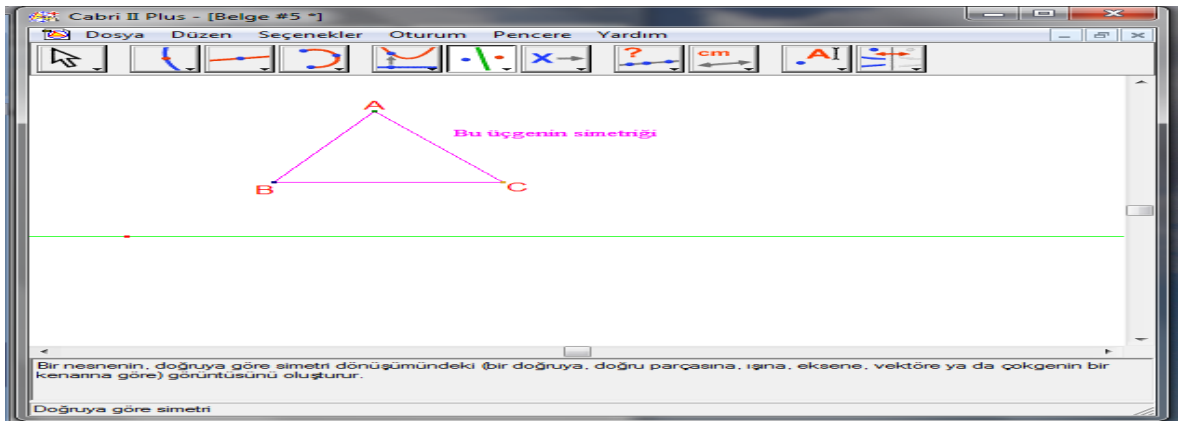 Cabri II Plus - [Belge #5 *]
Dosya Düzen Seçenekler Oturum Pencere Yardım
? cm A
A
Bu üçgenin simetriği
B C
Bir nesnenin, doğruya göre simetri dönüşümündeki (bir doğruya, doğru parçasına, ışına, eksene, vektöre ya da çokgenin bir
kenarına göre) görüntüsünü oluşturur.
Doğruya göre simetri